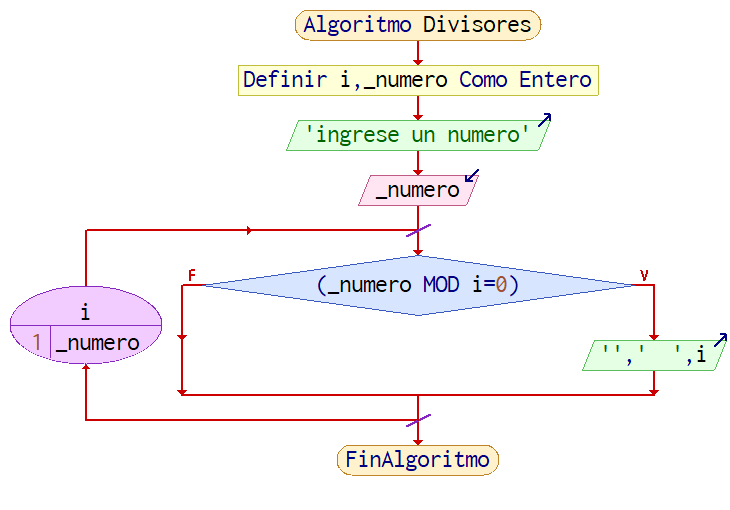 Algoritmo Divisores
Definir i,_numero Como Entero
'ingrese un numero'
_numero
(_numero MOD i=0)
F
V
i
1 _numero
'','  ',i
FinAlgoritmo